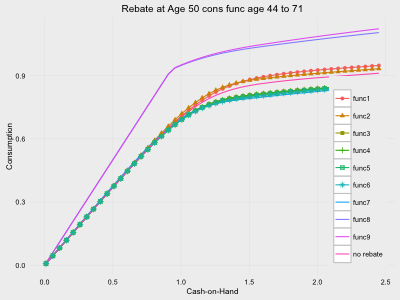 Rebate at Age 50 cons func age 44 to 71
Consumption
0.9
0.6
0.3
0.0
0.0 0.5 1.0 1.5 2.0 2.5
Cash-on-Hand
func1
func2
func3
func4
func5
func6
func7
func8
func9
no rebate